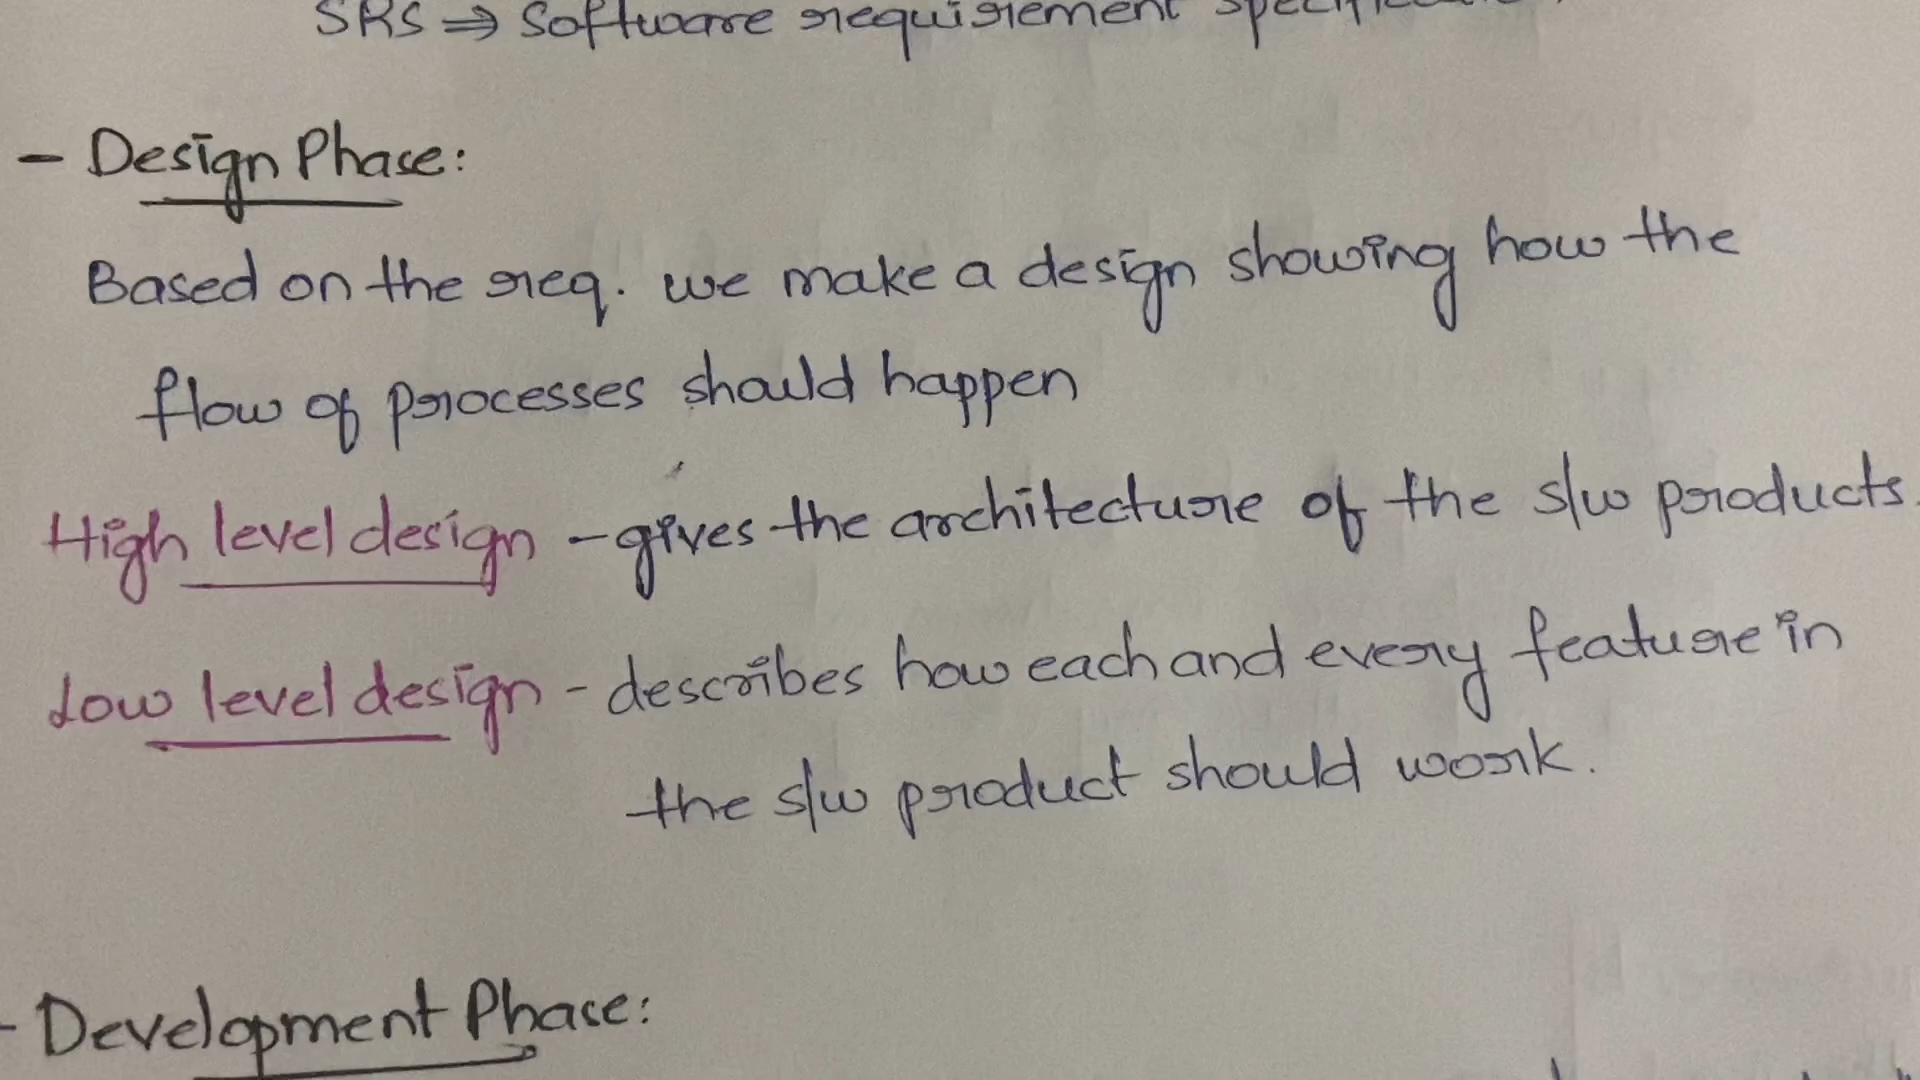 SRS ⇒ Software requirement
- Design Phase:
Based on the req. we make a design showing how the
flow of processes should happen
High level design - gives the architecture of the s/w products.
Low level design - describes how each and every feature in
the s/w product should work.
- Development Phase: